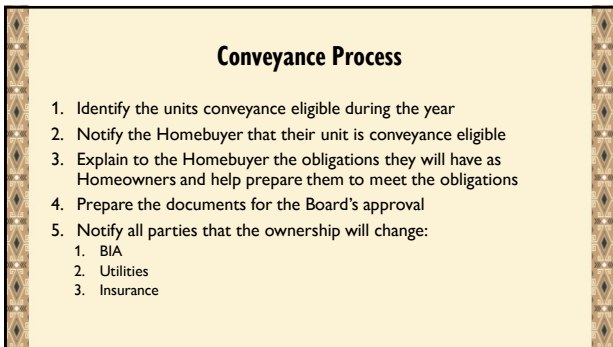 Conveyance Process
1. Identify the units conveyance eligible during the year
2. Notify the Homebuyer that their unit is conveyance eligible
3. Explain to the Homebuyer the obligations they will have as
Homeowners and help prepare them to meet the obligations
4. Prepare the documents for the Board's approval
5. Notify all parties that the ownership will change:
1. BIA
2. Utilities
3. Insurance